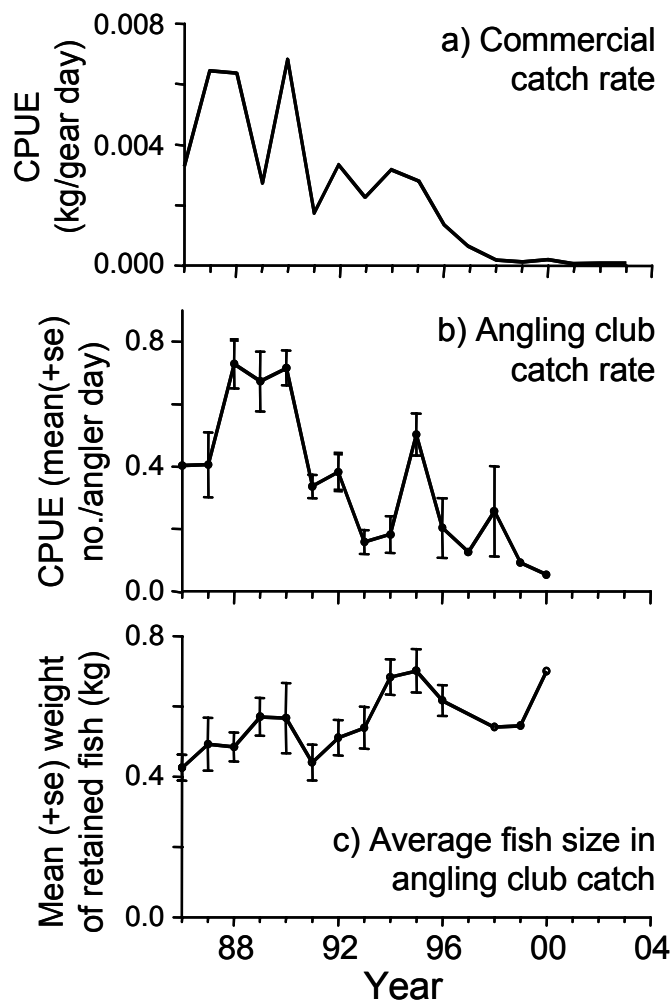 0.008
a) Commercial
catch rate
CPUE
(kg/gear day)
0.004
0.000
b) Angling club
catch rate
0.8
CPUE (mean(+se)
no./angler day)
0.4
0.0
0.8
Mean (+se) weight
of retained fish (kg)
0.4
c) Average fish size in
angling club catch
0.0
88 92 96 00 04
Year